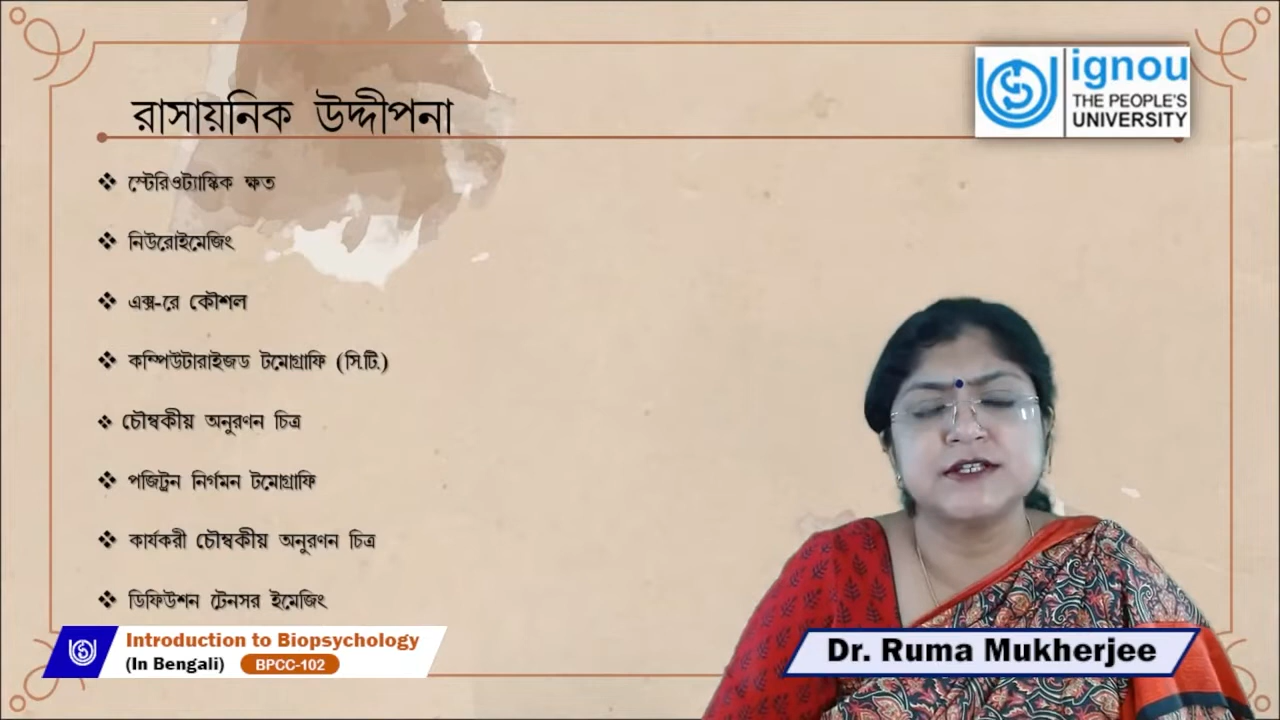 রাসায়নিক উদ্দীপনা
ignou
THE PEOPLE'S
UNIVERSITY
❖ স্টেরিওট্যাক্সিক ক্ষত
❖ নিউরোইমেজিং
❖ এক্স-রে কৌশল
❖ কম্পিউটারাইজড টমোগ্রাফি (সি.টি.)
❖ চৌম্বকীয় অনুরণন চিত্র
❖ পজিট্রন নির্গমন টমোগ্রাফি
❖ কার্যকরী চৌম্বকীয় অনুরণন চিত্র
❖ ডিফিউশন টেনসর ইমেজিং
Introduction to Biopsychology
(In Bengali) BPCC-102
Dr. Ruma Mukherjee